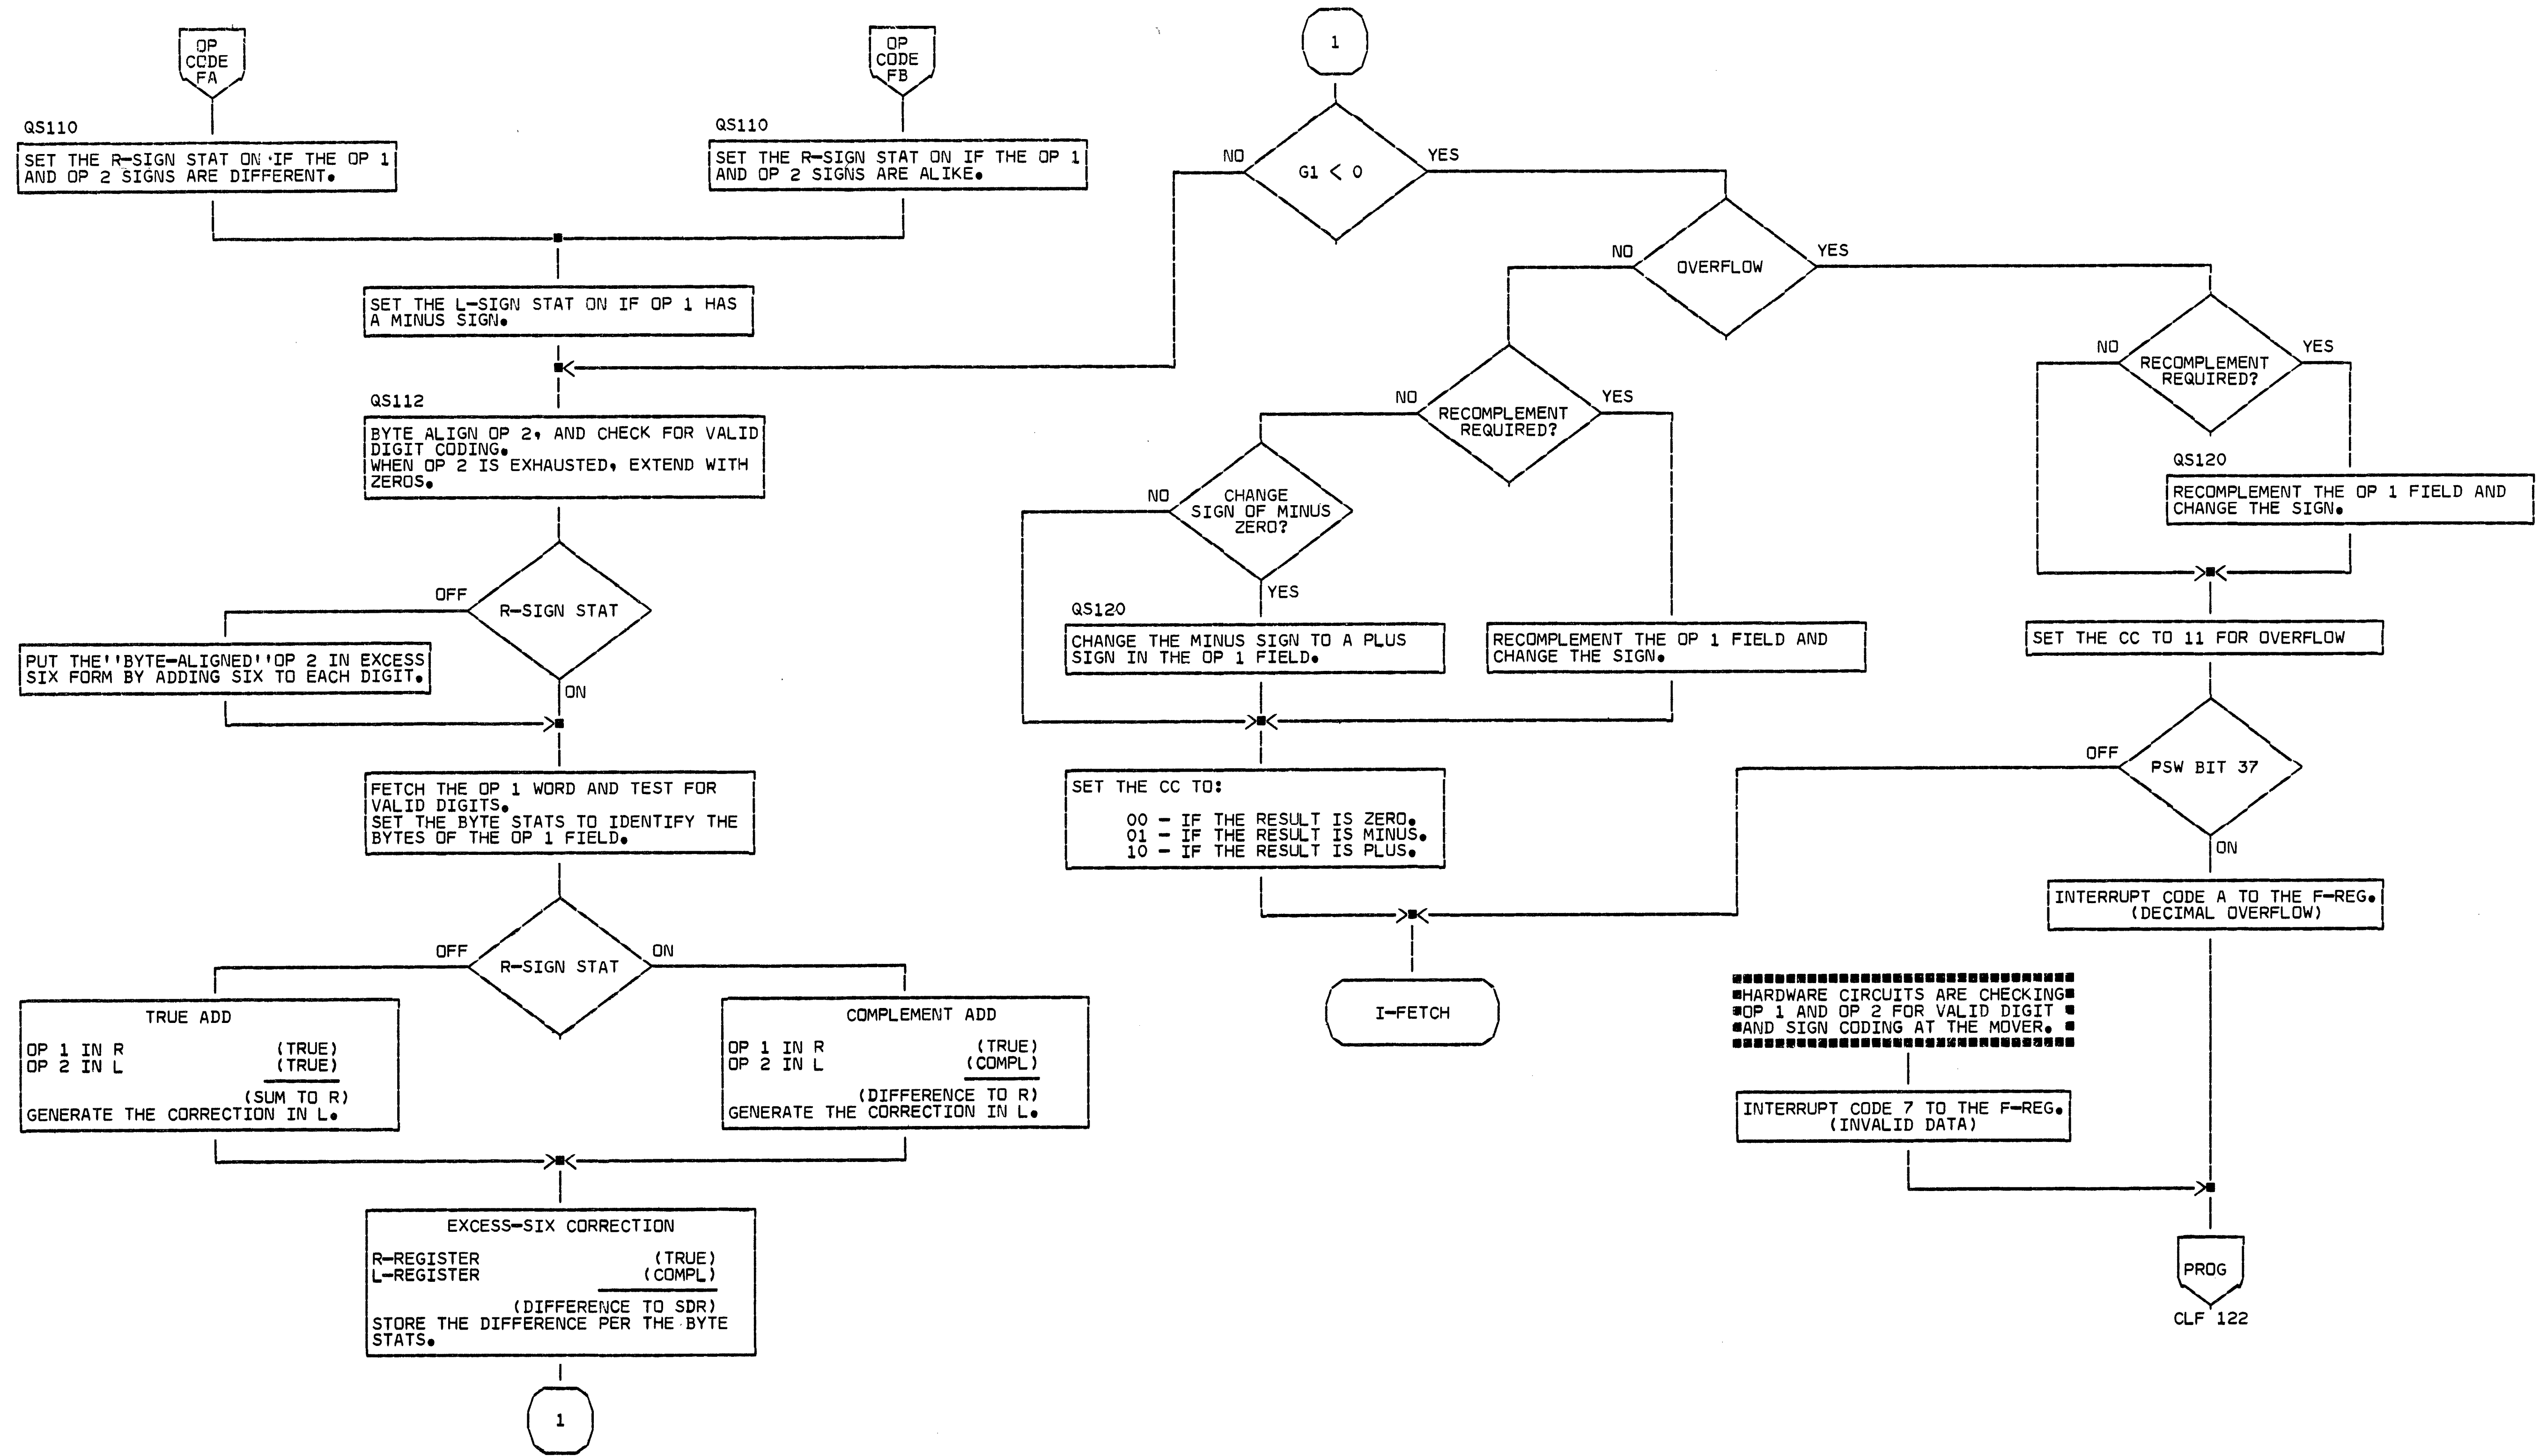 OP
CODE
FA
QS110
SET THE R-SIGN STAT ON IF THE OP 1
AND OP 2 SIGNS ARE DIFFERENT.
OP
CODE
FB
QS110
SET THE R-SIGN STAT ON IF THE OP 1
AND OP 2 SIGNS ARE ALIKE.
SET THE L-SIGN STAT ON IF OP 1 HAS
A MINUS SIGN.
QS112
BYTE ALIGN OP 2, AND CHECK FOR VALID
DIGIT CODING.
WHEN OP 2 IS EXHAUSTED, EXTEND WITH
ZEROS.
OFF
R-SIGN STAT
ON
PUT THE''BYTE-ALIGNED''OP 2 IN EXCESS
SIX FORM BY ADDING SIX TO EACH DIGIT.
FETCH THE OP 1 WORD AND TEST FOR
VALID DIGITS.
SET THE BYTE STATS TO IDENTIFY THE
BYTES OF THE OP 1 FIELD.
OFF
R-SIGN STAT
ON
TRUE ADD
OP 1 IN R (TRUE)
OP 2 IN L (TRUE)
(SUM TO R)
GENERATE THE CORRECTION IN L.
COMPLEMENT ADD
OP 1 IN R (TRUE)
OP 2 IN L (COMPL)
(DIFFERENCE TO R)
GENERATE THE CORRECTION IN L.
EXCESS-SIX CORRECTION
R-REGISTER (TRUE)
L-REGISTER (COMPL)
(DIFFERENCE TO SDR)
STORE THE DIFFERENCE PER THE BYTE
STATS.
1
1
NO
G1 < 0
YES
NO
OVERFLOW
YES
NO
RECOMPLEMENT
REQUIRED?
YES
NO
CHANGE
SIGN OF MINUS
ZERO?
YES
QS120
CHANGE THE MINUS SIGN TO A PLUS
SIGN IN THE OP 1 FIELD.
RECOMPLEMENT THE OP 1 FIELD AND
CHANGE THE SIGN.
SET THE CC TO:
00 - IF THE RESULT IS ZERO.
01 - IF THE RESULT IS MINUS.
10 - IF THE RESULT IS PLUS.
I-FETCH
NO
RECOMPLEMENT
REQUIRED?
YES
QS120
RECOMPLEMENT THE OP 1 FIELD AND
CHANGE THE SIGN.
SET THE CC TO 11 FOR OVERFLOW
OFF
PSW BIT 37
ON
INTERRUPT CODE A TO THE F-REG.
(DECIMAL OVERFLOW)
HARDWARE CIRCUITS ARE CHECKING
OP 1 AND OP 2 FOR VALID DIGIT
AND SIGN CODING AT THE MOVER.
INTERRUPT CODE 7 TO THE F-REG.
(INVALID DATA)
PROG
CLF 122